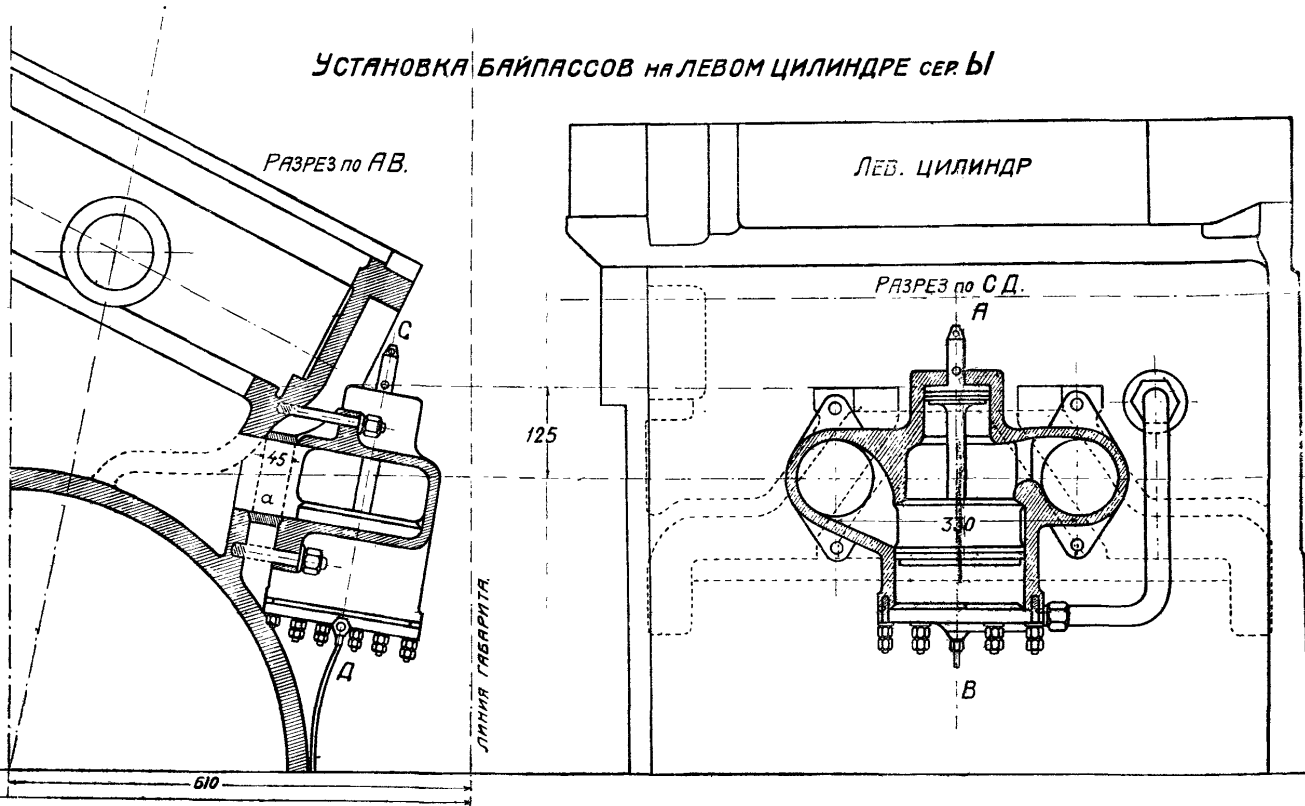 УСТАНОВКА БАЙПАССОВ НА ЛЕВОМ ЦИЛИНДРЕ СЕР. Ы
РАЗРЕЗ по АВ.
ЛЕВ. ЦИЛИНДР
РАЗРЕЗ по СД.
А
С
125
45
а
330
ЛИНИЯ ГАБАРИТА.
Д
В
610